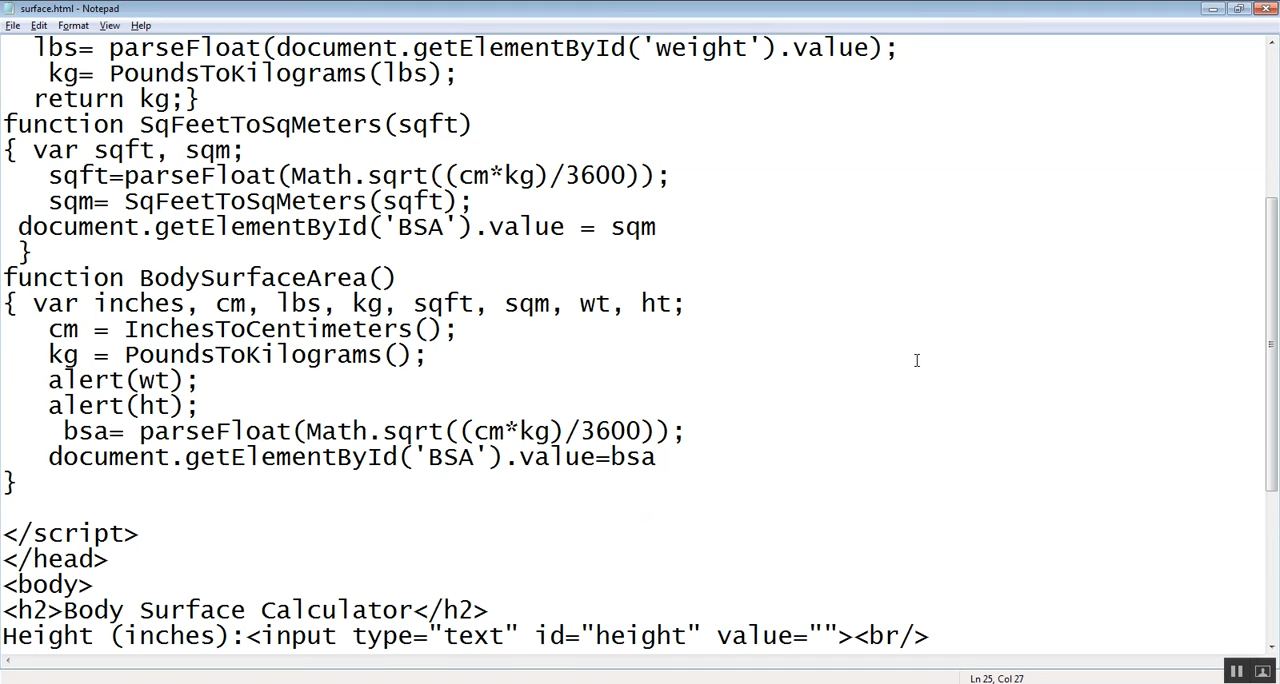 surface.html - Notepad
File Edit Format View Help
lbs= parseFloat(document.getElementById('weight').value);
kg= PoundsToKilograms(lbs);
return kg;}
function SqFeetToSqMeters(sqft)
{ var sqft, sqm;
sqft=parseFloat(Math.sqrt((cm*kg)/3600));
sqm= SqFeetToSqMeters(sqft);
document.getElementById('BSA').value = sqm
}
function BodySurfaceArea()
{ var inches, cm, lbs, kg, sqft, sqm, wt, ht;
cm = InchesToCentimeters();
kg = PoundsToKilograms();
alert(wt);
alert(ht);
bsa= parseFloat(Math.sqrt((cm*kg)/3600));
document.getElementById('BSA').value=bsa
}
</script>
</head>
<body>
<h2>Body Surface Calculator</h2>
Height (inches):<input type="text" id="height" value=""><br/>
Ln 25, Col 27